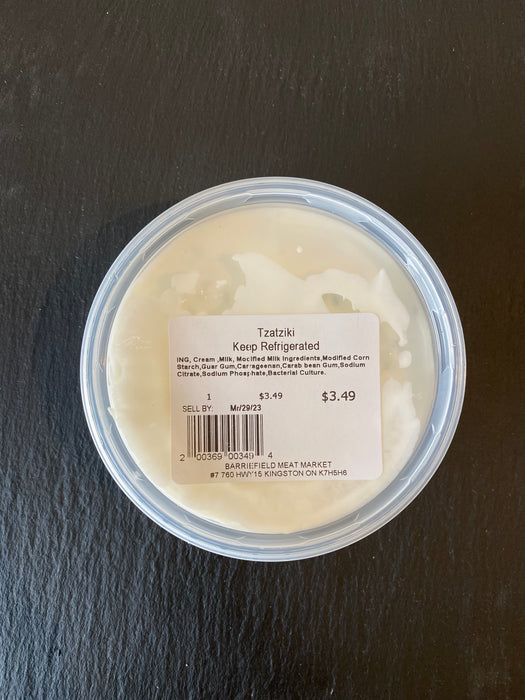 Tzatziki
Keep Refrigerated
ING, Cream ,Milk, Modified Milk Ingredients,Modified Corn
Starch,Guar Gum,Carrageenan,Carab bean Gum,Sodium
Citrate,Sodium Phosphate,Bacterial Culture.
1 $3.49 $3.49
SELL BY: Mr/29/23
2 00369 00349 4
BARRIEFIELD MEAT MARKET
#7 760 HWY15 KINGSTON ON K7H5H6